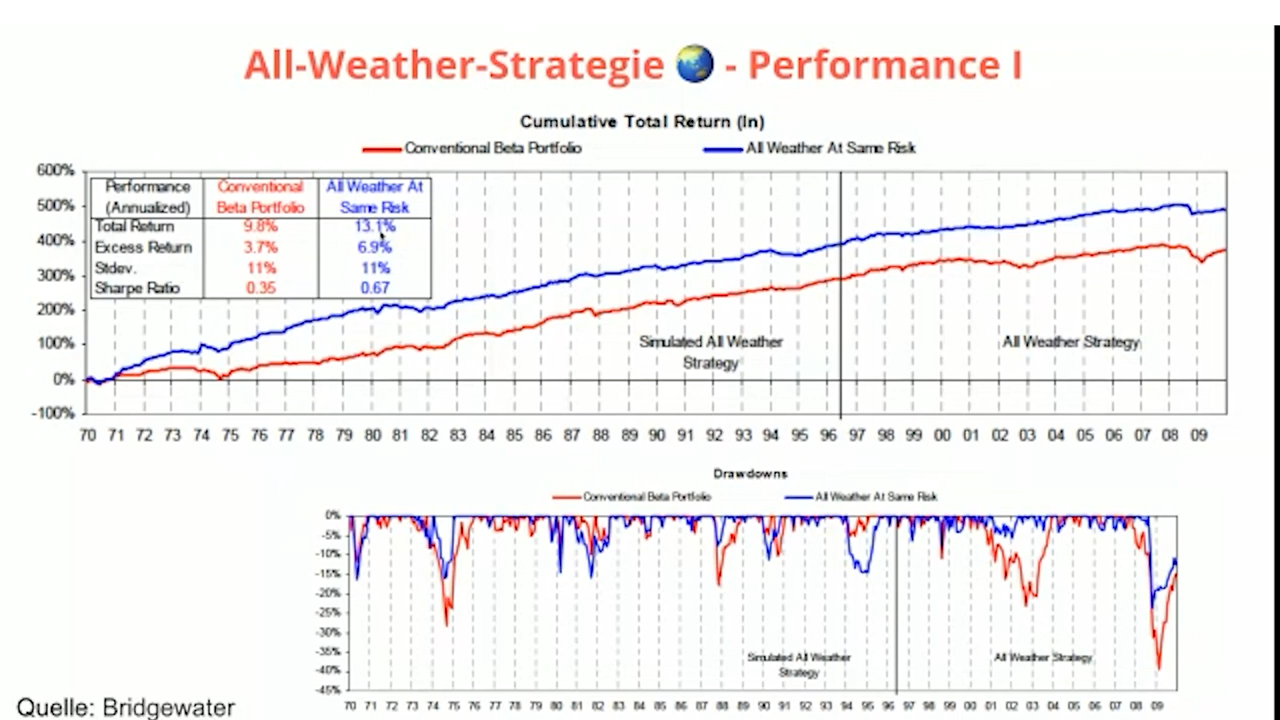 All-Weather-Strategie 🌏 - Performance I
Cumulative Total Return (ln)
Conventional Beta Portfolio All Weather At Same Risk
600%
500%
400%
300%
200%
100%
0%
-100%
Performance Conventional All Weather At
(Annualized) Beta Portfolio Same Risk
Total Return 9.8% 13.1%
Excess Return 3.7% 6.9%
Stdev. 11% 11%
Sharpe Ratio 0.35 0.67
Simulated All Weather
Strategy
All Weather Strategy
70 71 72 73 74 75 76 77 78 79 80 81 82 83 84 85 86 87 88 89 90 91 92 93 94 95 96 97 98 99 00 01 02 03 04 05 06 07 08 09
Drawdowns
Conventional Beta Portfolio All Weather At Same Risk
0%
-5%
-10%
-15%
-20%
-25%
-30%
-35%
-40%
-45%
Simulated All Weather
Strategy
All Weather Strategy
70 71 72 73 74 75 76 77 78 79 80 81 82 83 84 85 86 87 88 89 90 91 92 93 94 95 96 97 98 99 00 01 02 03 04 05 06 07 08 09
Quelle: Bridgewater